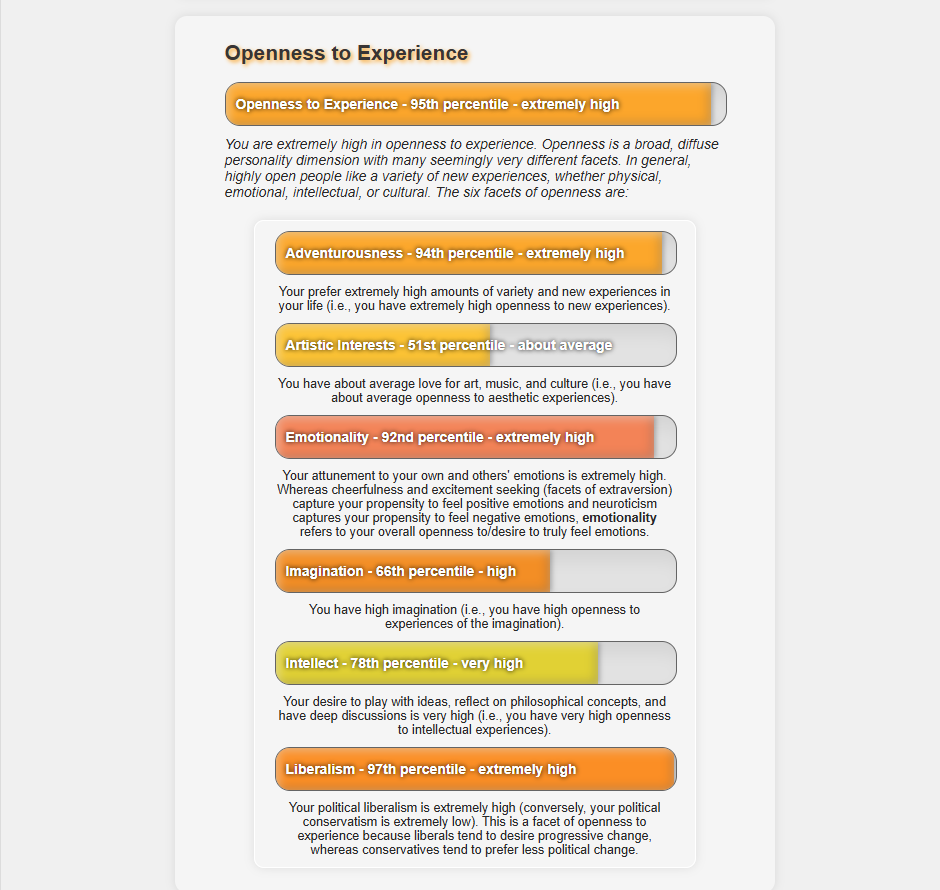 Openness to Experience
Openness to Experience - 95th percentile - extremely high
You are extremely high in openness to experience. Openness is a broad, diffuse
personality dimension with many seemingly very different facets. In general,
highly open people like a variety of new experiences, whether physical,
emotional, intellectual, or cultural. The six facets of openness are:
Adventurousness - 94th percentile - extremely high
Your prefer extremely high amounts of variety and new experiences in
your life (i.e., you have extremely high openness to new experiences).
Artistic Interests - 51st percentile - about average
You have about average love for art, music, and culture (i.e., you have
about average openness to aesthetic experiences).
Emotionality - 92nd percentile - extremely high
Your attunement to your own and others' emotions is extremely high.
Whereas cheerfulness and excitement seeking (facets of extraversion)
capture your propensity to feel positive emotions and neuroticism
captures your propensity to feel negative emotions, emotionality
refers to your overall openness to/desire to truly feel emotions.
Imagination - 66th percentile - high
You have high imagination (i.e., you have high openness to
experiences of the imagination).
Intellect - 78th percentile - very high
Your desire to play with ideas, reflect on philosophical concepts, and
have deep discussions is very high (i.e., you have very high openness
to intellectual experiences).
Liberalism - 97th percentile - extremely high
Your political liberalism is extremely high (conversely, your political
conservatism is extremely low). This is a facet of openness to
experience because liberals tend to desire progressive change,
whereas conservatives tend to prefer less political change.